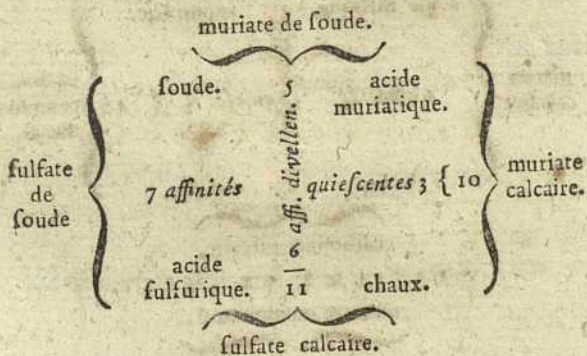 muriate de ſoude.
ſoude. 5 acide
muriatique.
ſulfate
de
ſoude
7 affinités
6 affi. divellen.
quieſcentes 3 { 10
muriate
calcaire.
acide
ſulfurique. 11 chaux.
ſulfate calcaire.